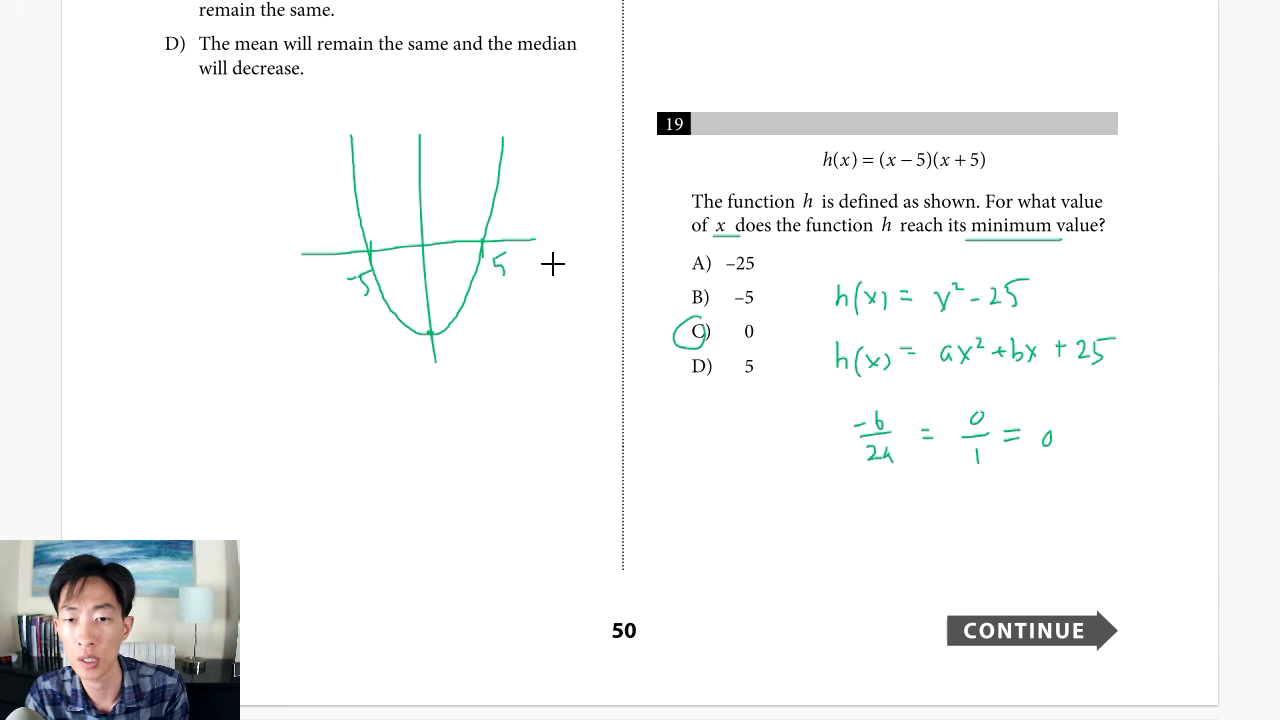 remain the same.
D) The mean will remain the same and the median
will decrease.
-5
5
19
h(x) = (x – 5)(x + 5)
The function h is defined as shown. For what value
of x does the function h reach its minimum value?
A) –25
B) –5
C) 0
D) 5
h(x) = x² - 25
h(x) = ax² + bx + 25
-b/2a = 0/1 = 0
50
CONTINUE